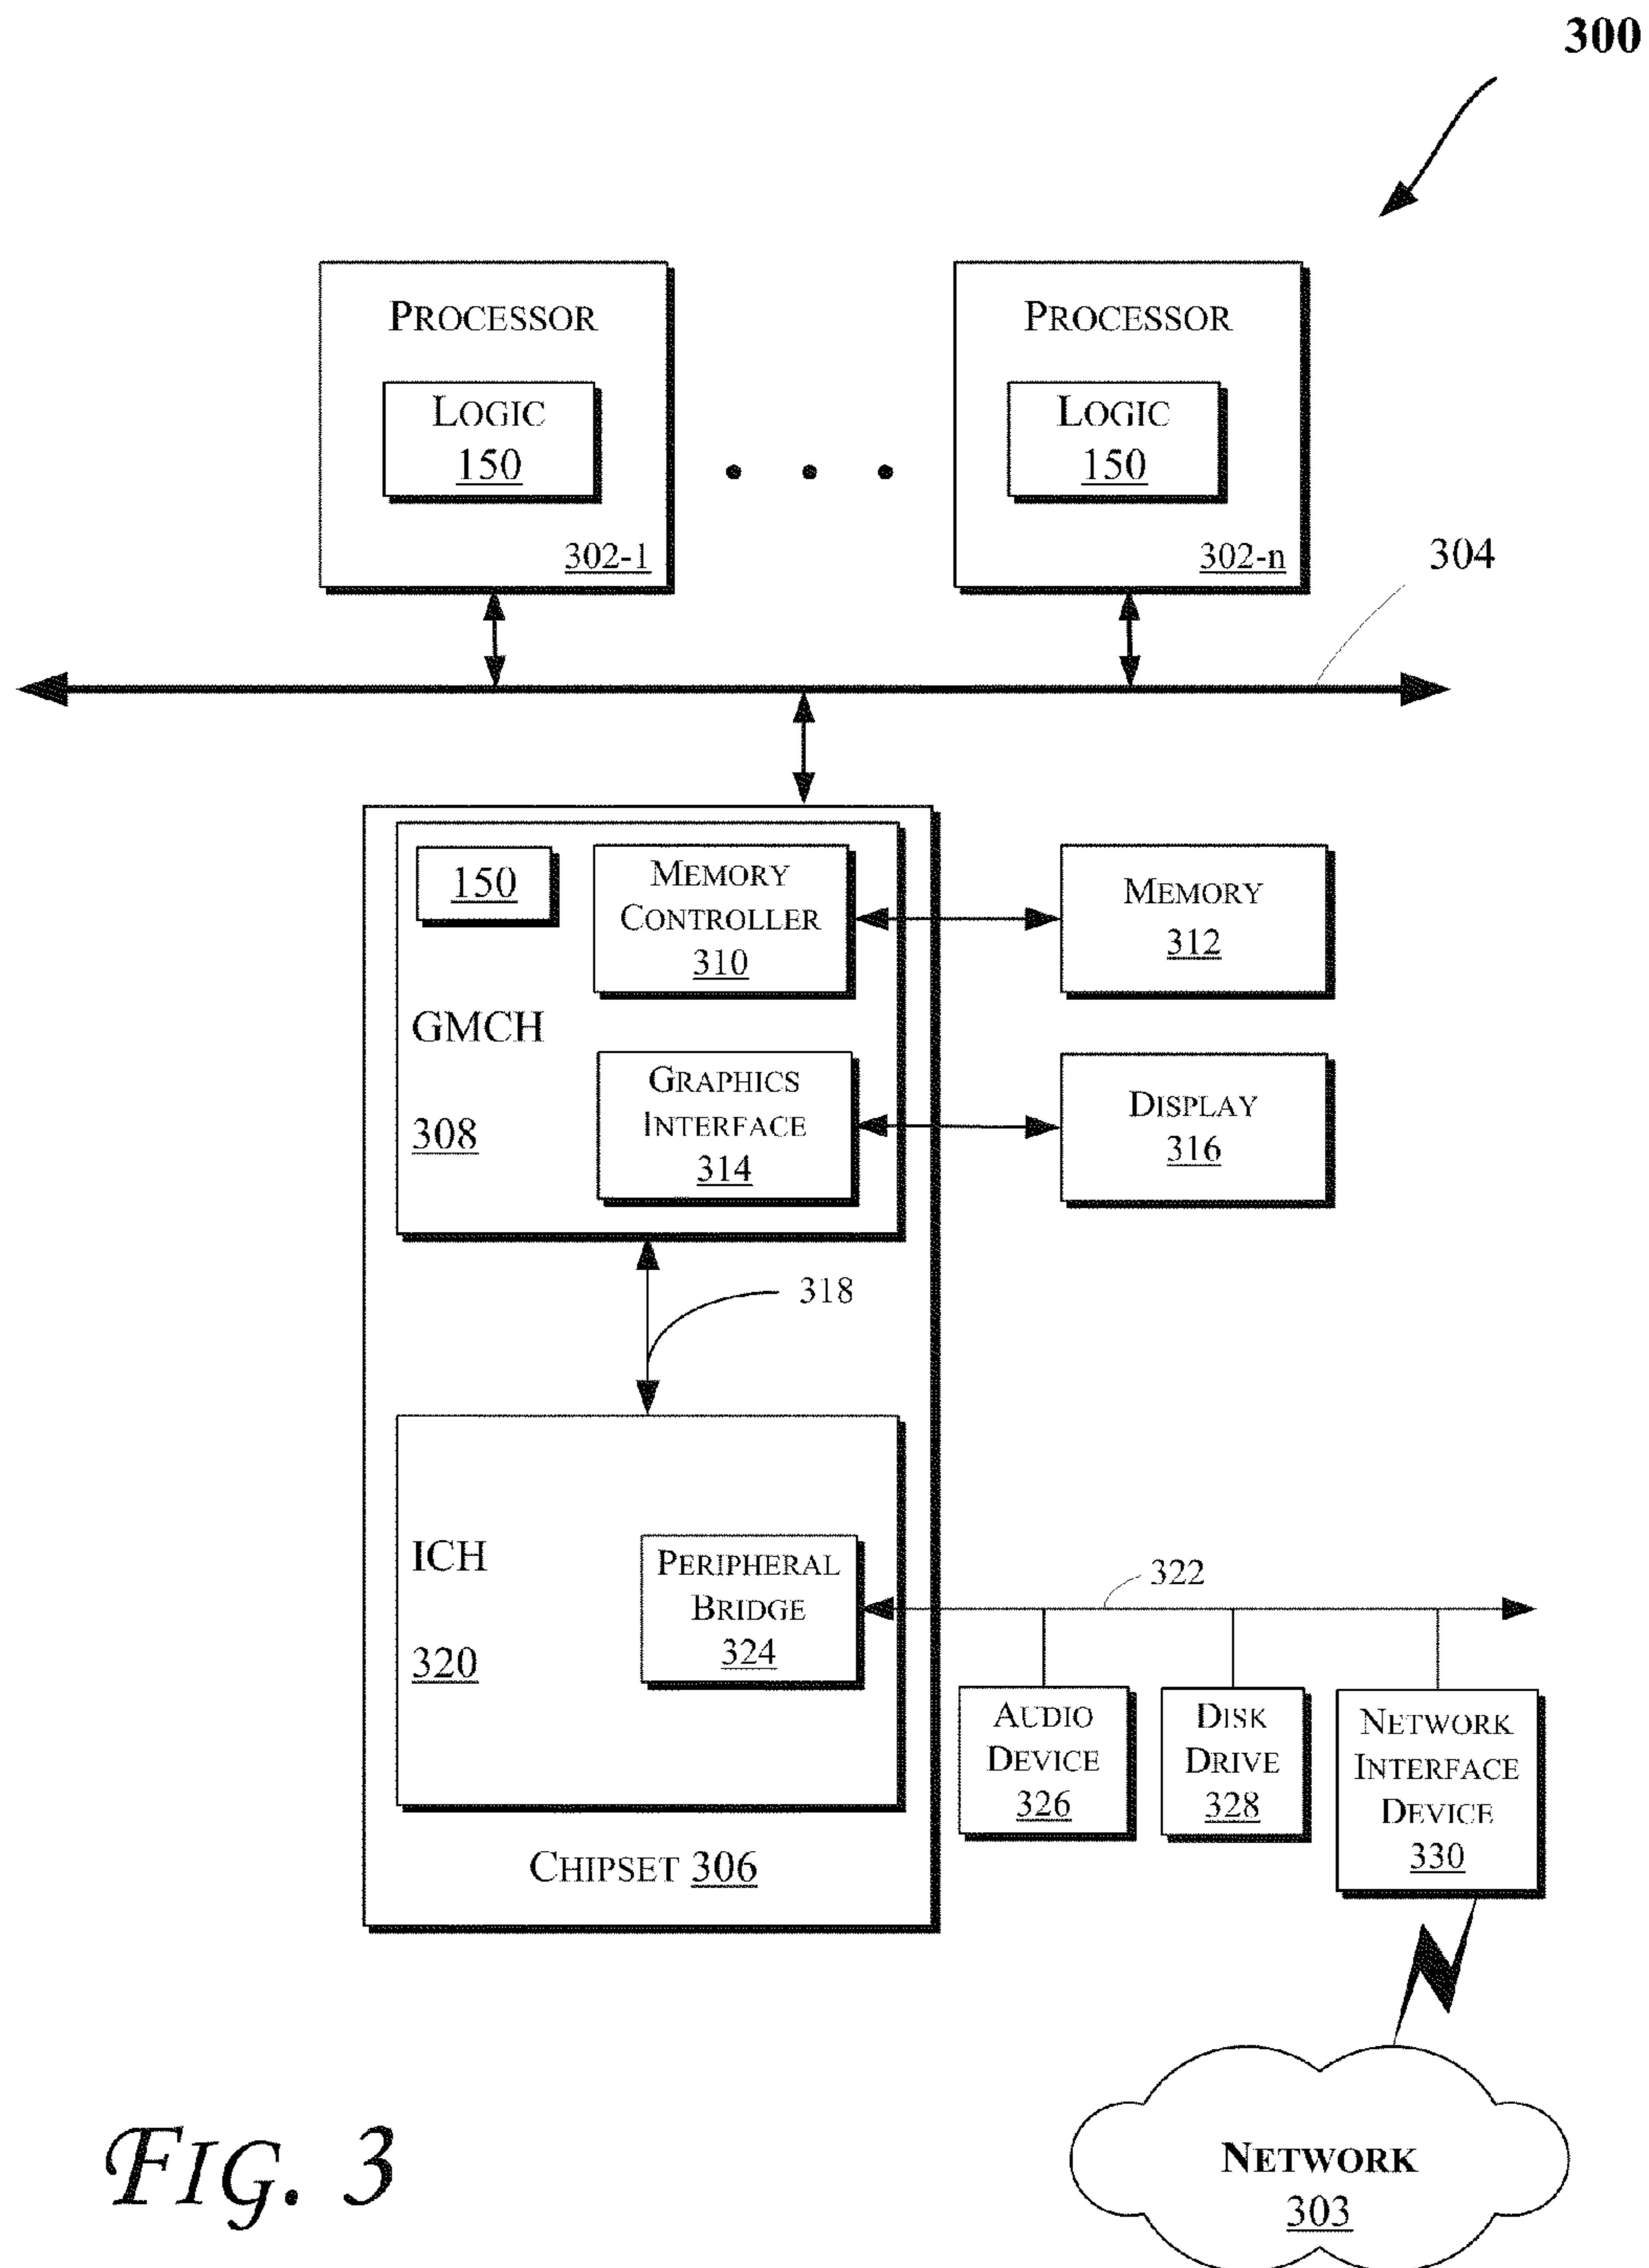 300
PROCESSOR
LOGIC
150
302-1
PROCESSOR
LOGIC
150
302-n
304
150
MEMORY
CONTROLLER
310
MEMORY
312
GMCH
308
GRAPHICS
INTERFACE
314
DISPLAY
316
318
ICH
320
PERIPHERAL
BRIDGE
324
322
AUDIO
DEVICE
326
DISK
DRIVE
328
NETWORK
INTERFACE
DEVICE
330
CHIPSET 306
NETWORK
303
FIG. 3